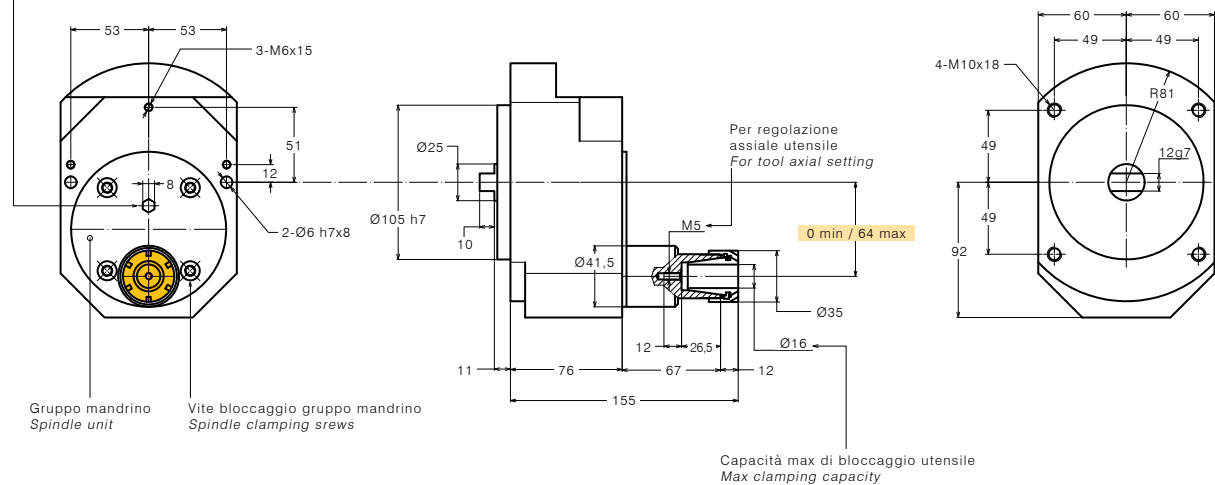 53
53
3-M6x15
51
12
8
2-Ø6 h7x8
Gruppo mandrino
Spindle unit
Vite bloccaggio gruppo mandrino
Spindle clamping srews
Ø25
Ø105 h7
10
Per regolazione
assiale utensile
For tool axial setting
M5
0 min / 64 max
Ø41,5
Ø35
12
26,5
Ø16
11
76
67
12
155
Capacità max di bloccaggio utensile
Max clamping capacity
60
60
49
49
4-M10x18
R81
49
12g7
49
92